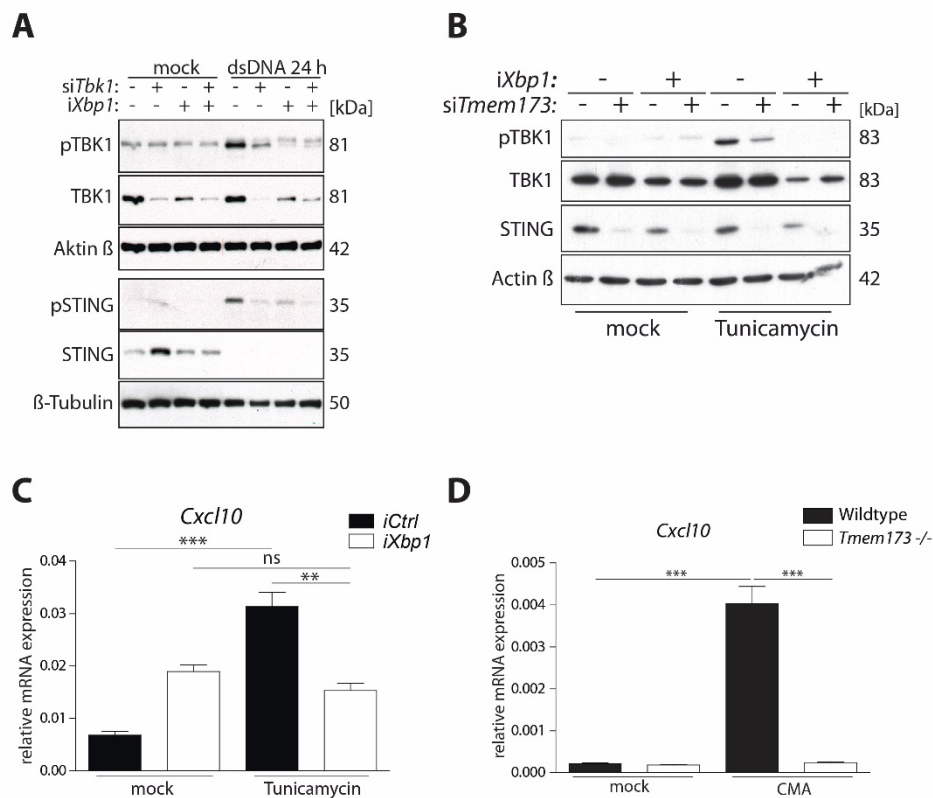 A
mock dsDNA 24 h
siTbk1: - + - + - + - +
iXbp1: - - + + - - + + [kDa]
pTBK1 81
TBK1 81
Aktin ß 42
pSTING 35
STING 35
ß-Tubulin 50
B
iXbp1: - + - +
siTmem173: - + - + - + - + [kDa]
pTBK1 83
TBK1 83
STING 35
Actin ß 42
mock Tunicamycin
C
Cxcl10
iCtrl
iXbp1
***
ns
**
relative mRNA expression
0.04
0.03
0.02
0.01
0.00
mock Tunicamycin
D
Cxcl10
Wildtype
Tmem173 -/-
*** ***
relative mRNA expression
0.005
0.004
0.003
0.002
0.001
0.000
mock CMA